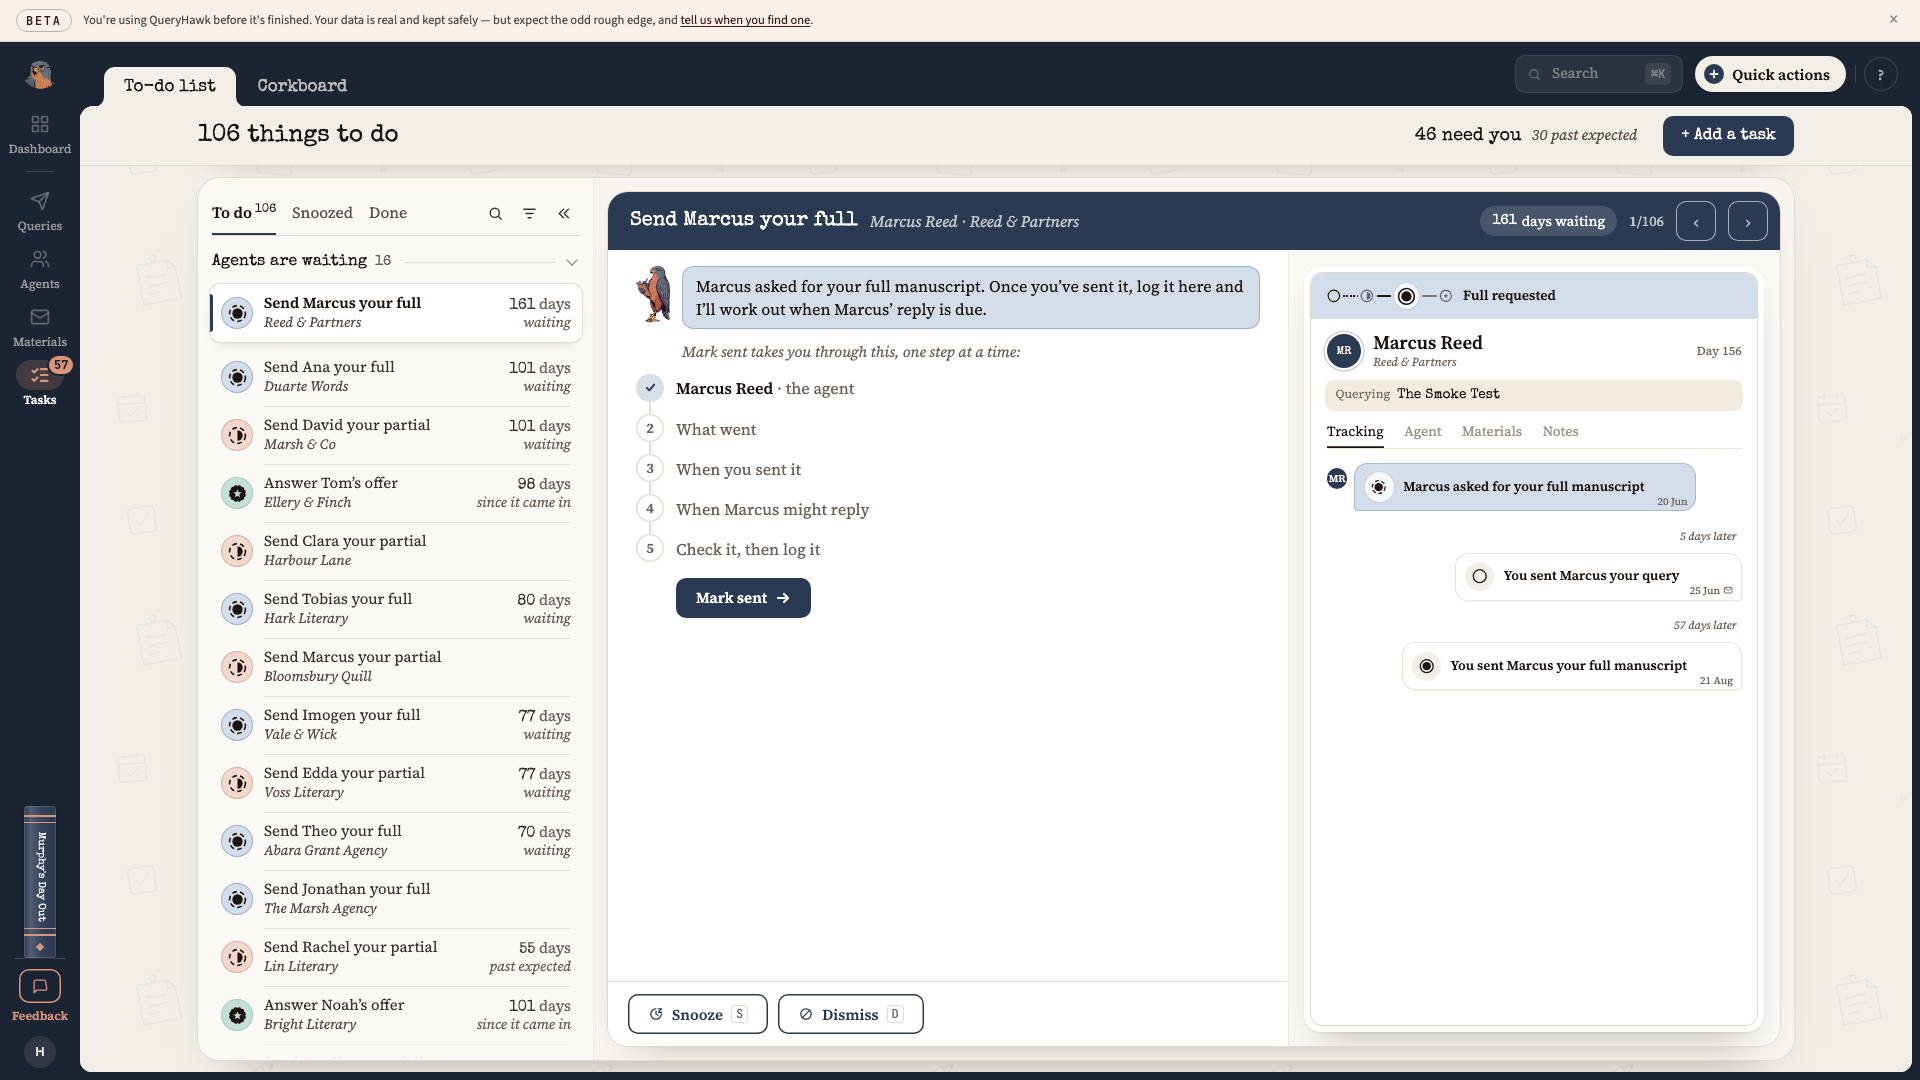 BETA You're using QueryHawk before it's finished. Your data is real and kept safely — but expect the odd rough edge, and tell us when you find one. ×
To-do list Corkboard
Search ⌘K
+ Quick actions
?
Dashboard
Queries
Agents
Materials
57
Tasks
Murphy's Day Out
Feedback
H
106 things to do
46 need you 30 past expected
+ Add a task
To do 106 Snoozed Done
Agents are waiting 16
Send Marcus your full 161 days
Reed & Partners waiting
Send Ana your full 101 days
Duarte Words waiting
Send David your partial 101 days
Marsh & Co waiting
Answer Tom’s offer 98 days
Ellery & Finch since it came in
Send Clara your partial
Harbour Lane
Send Tobias your full 80 days
Hark Literary waiting
Send Marcus your partial
Bloomsbury Quill
Send Imogen your full 77 days
Vale & Wick waiting
Send Edda your partial 77 days
Voss Literary waiting
Send Theo your full 70 days
Abara Grant Agency waiting
Send Jonathan your full
The Marsh Agency
Send Rachel your partial 55 days
Lin Literary past expected
Answer Noah’s offer 101 days
Bright Literary since it came in
Send Marcus your full Marcus Reed · Reed & Partners
161 days waiting 1/106 ‹ ›
Marcus asked for your full manuscript. Once you’ve sent it, log it here and
I’ll work out when Marcus’ reply is due.
Mark sent takes you through this, one step at a time:
Marcus Reed · the agent
2 What went
3 When you sent it
4 When Marcus might reply
5 Check it, then log it
Mark sent →
Snooze S
Dismiss D
Full requested
MR Marcus Reed Day 156
Reed & Partners
Querying The Smoke Test
Tracking Agent Materials Notes
MR Marcus asked for your full manuscript
20 Jun
5 days later
You sent Marcus your query
25 Jun
57 days later
You sent Marcus your full manuscript
21 Aug